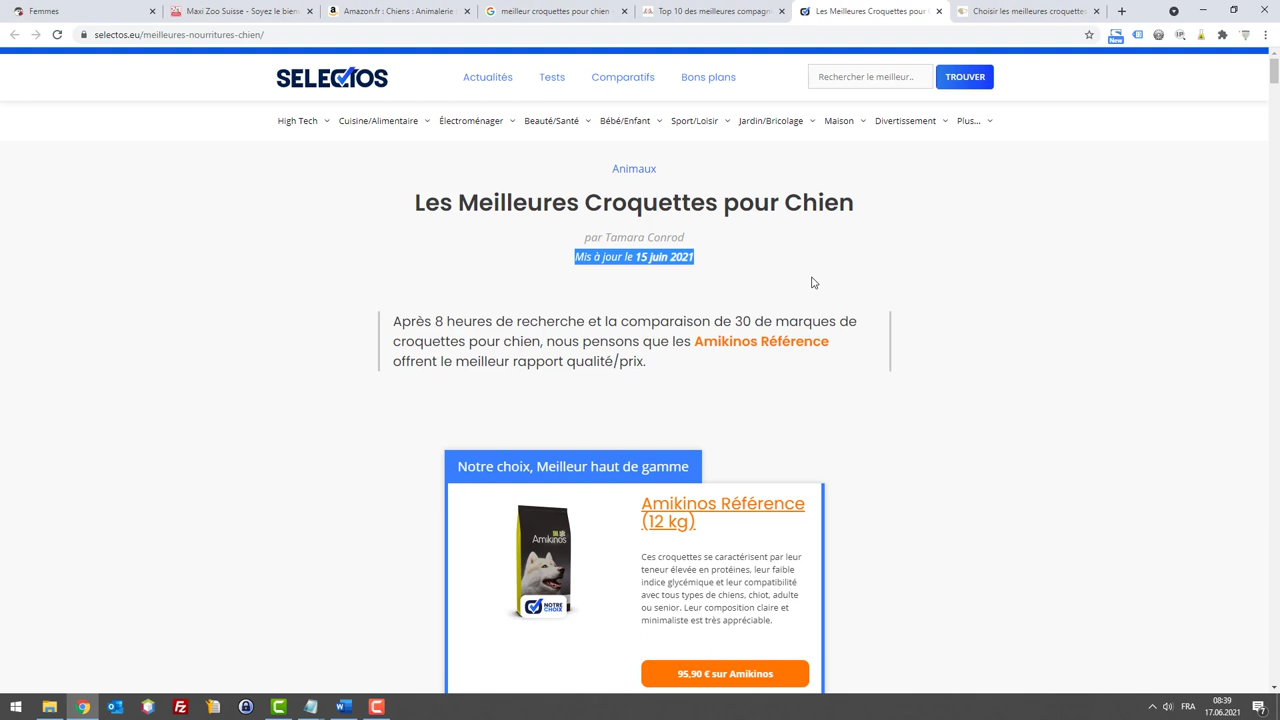 Femmes
Maxi Zoo Suisse - Soyez le bien
Amazon.fr : Chiens : Animalerie
meilleur croquettes pour chien
Top 10 des meilleures compagn
Les Meilleures Croquettes pour
Choisir les meilleures croquettes
selectos.eu/meilleures-nourritures-chien/
New
SELECTOS
Actualités
Tests
Comparatifs
Bons plans
Rechercher le meilleur..
TROUVER
High Tech
Cuisine/Alimentaire
Électroménager
Beauté/Santé
Bébé/Enfant
Sport/Loisir
Jardin/Bricolage
Maison
Divertissement
Plus...
Animaux
Les Meilleures Croquettes pour Chien
par Tamara Conrod
Mis à jour le 15 juin 2021
Après 8 heures de recherche et la comparaison de 30 de marques de
croquettes pour chien, nous pensons que les Amikinos Référence
offrent le meilleur rapport qualité/prix.
Notre choix, Meilleur haut de gamme
Amikinos
NOTRE
CHOIX
Amikinos Référence
(12 kg)
Ces croquettes se caractérisent par leur
teneur élevée en protéines, leur faible
indice glycémique et leur compatibilité
avec tous types de chiens, chiot, adulte
ou senior. Leur composition claire et
minimaliste est très appréciable.
95,90 € sur Amikinos
FRA
08:39
17.06.2021